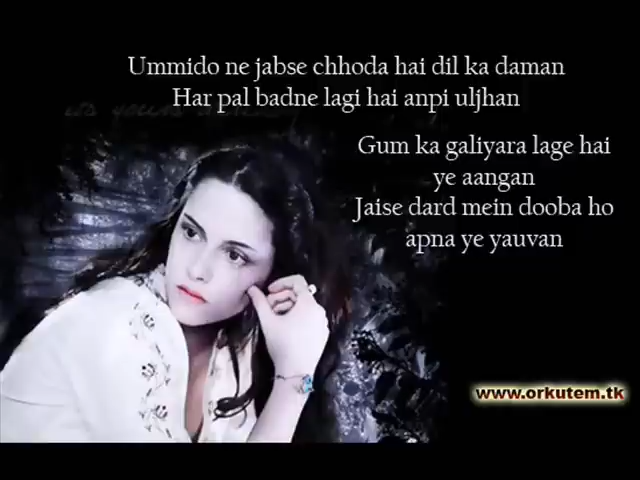 Ummido ne jabse chhoda hai dil ka daman
Har pal badne lagi hai anpi uljhan
Gum ka galiyara lage hai
ye aangan
Jaise dard mein dooba ho
apna ye yauvan
www.orkutem.tk